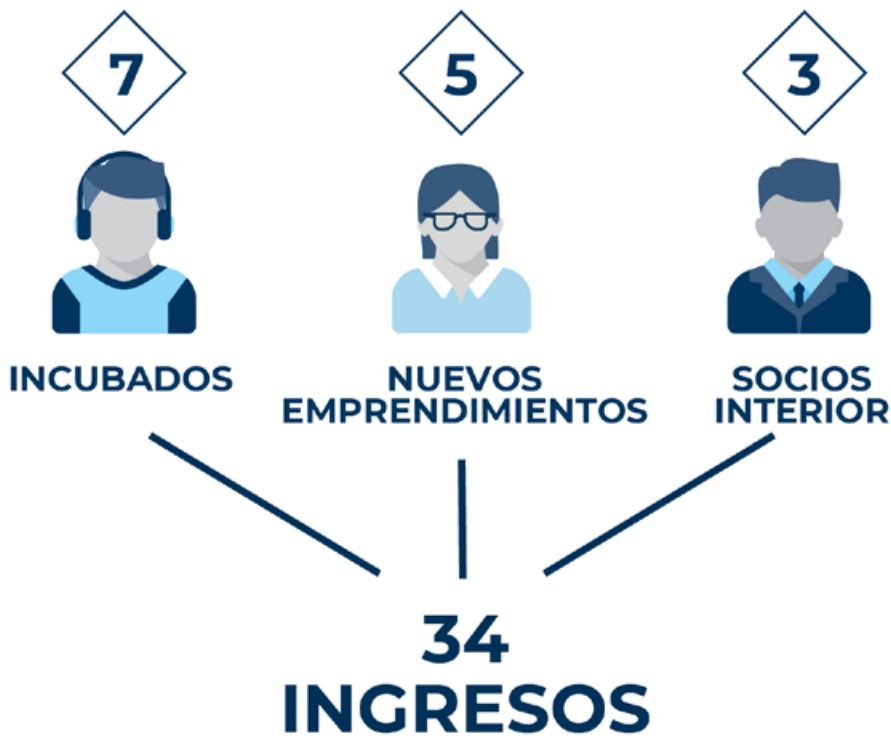 7
5
3
INCUBADOS
NUEVOS
EMPRENDIMIENTOS
SOCIOS
INTERIOR
34
INGRESOS